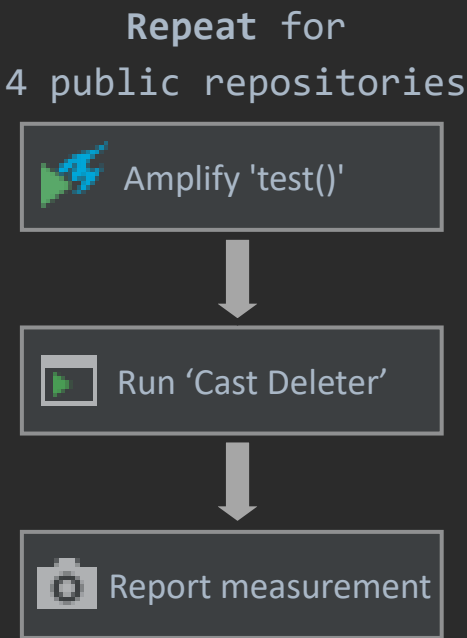 Repeat for
4 public repositories
Amplify 'test()'
Run ‘Cast Deleter’
Report measurement